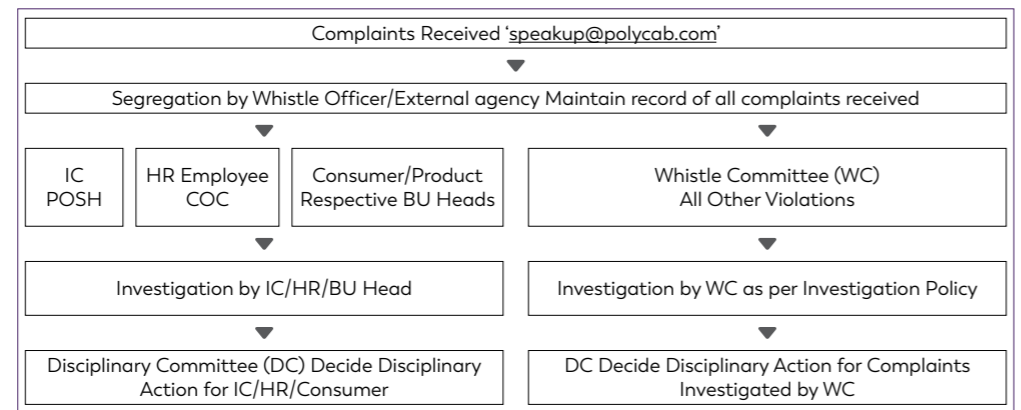 Complaints Received ‘speakup@polycab.com’
Segregation by Whistle Officer/External agency Maintain record of all complaints received
IC
POSH
HR Employee
COC
Consumer/Product
Respective BU Heads
Whistle Committee (WC)
All Other Violations
Investigation by IC/HR/BU Head
Investigation by WC as per Investigation Policy
Disciplinary Committee (DC) Decide Disciplinary
Action for IC/HR/Consumer
DC Decide Disciplinary Action for Complaints
Investigated by WC